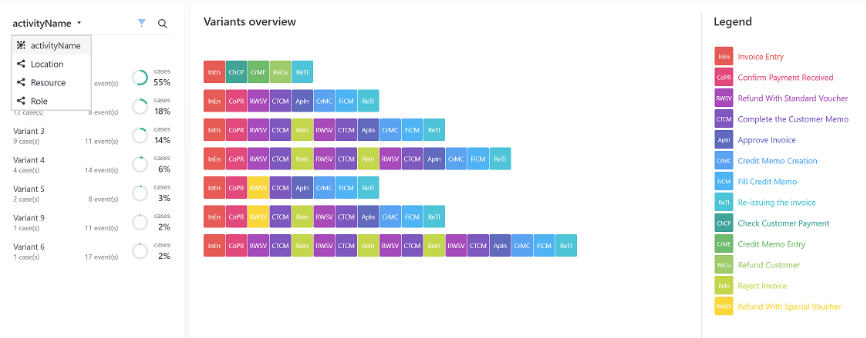 activityName
activityName
Location
Resource
Role
event(s)
cases
55%
12 case(s)
8 event(s)
cases
18%
Variant 3
9 case(s)
11 event(s)
cases
14%
Variant 4
4 case(s)
14 event(s)
cases
6%
Variant 5
2 case(s)
8 event(s)
cases
3%
Variant 9
1 case(s)
11 event(s)
cases
2%
Variant 6
1 case(s)
17 event(s)
cases
2%
Variants overview
InEn ChCP CrME ReCu ReTI
InEn CoPR RWSV CTCM ApIn CrMC FiCM ReTI
InEn CoPR RWSV CTCM ReIn RWSV CTCM ApIn CrMC FiCM ReTI
InEn CoPR RWSV CTCM ReIn RWSV CTCM ReIn RWSV CTCM ApIn CrMC FiCM ReTI
InEn CoPR RWSV CTCM ApIn CrMC FiCM ReTI
InEn CoPR RWSV CTCM ReIn RWSV CTCM ApIn CrMC FiCM ReTI
InEn CoPR RWSV CTCM ReIn RWSV CTCM ReIn RWSV CTCM ReIn RWSV CTCM ApIn CrMC FiCM ReTI
Legend
InEn Invoice Entry
CoPR Confirm Payment Received
RWSV Refund With Standard Voucher
CTCM Complete the Customer Memo
ApIn Approve Invoice
CrMC Credit Memo Creation
FiCM Fill Credit Memo
ReTI Re-issuing the invoice
ChCP Check Customer Payment
CrME Credit Memo Entry
ReCu Refund Customer
ReIn Reject Invoice
RWSV Refund With Special Voucher